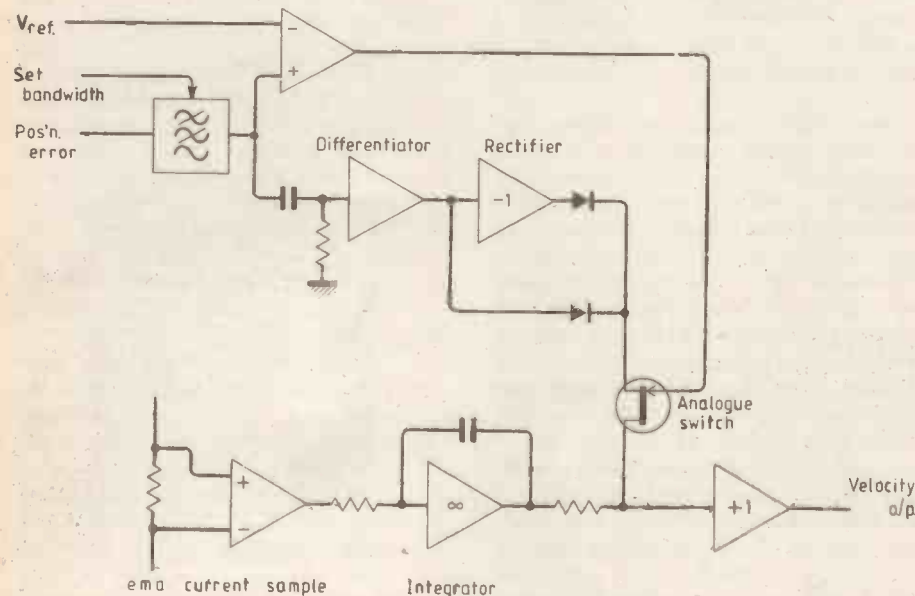 Vref.
−
+
Set
bandwidth
Pos'n.
error
Differentiator
Rectifier
-1
Analogue
switch
+
−
∞
+1
Velocity
o/p
ema current sample
Integrator